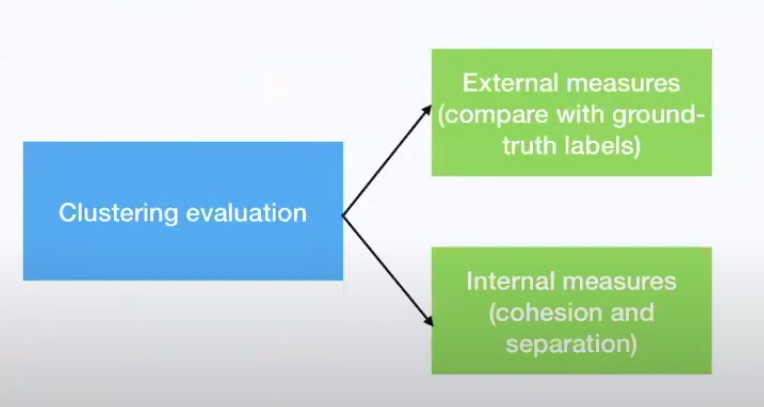 Clustering evaluation
External measures
(compare with ground-
truth labels)
Internal measures
(cohesion and
separation)